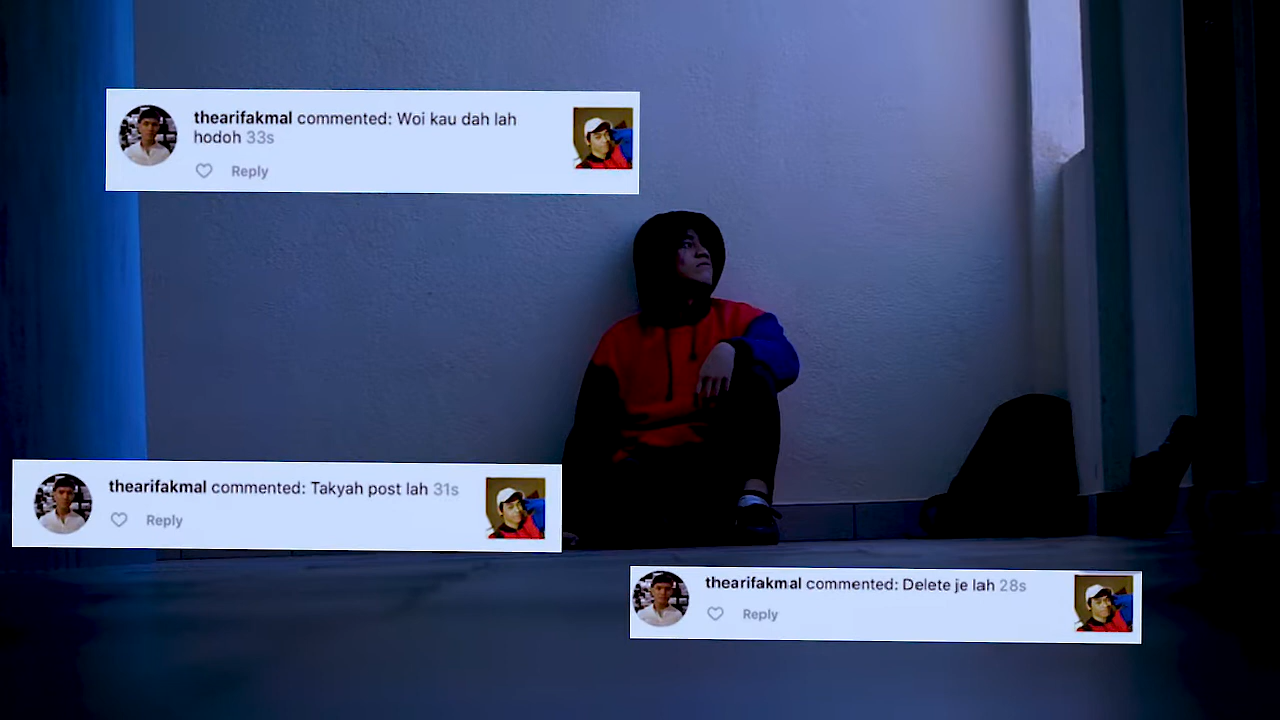 thearifakmal commented: Woi kau dah lah
hodoh 33s
Reply
thearifakmal commented: Takyah post lah 31s
Reply
thearifakmal commented: Delete je lah 28s
Reply